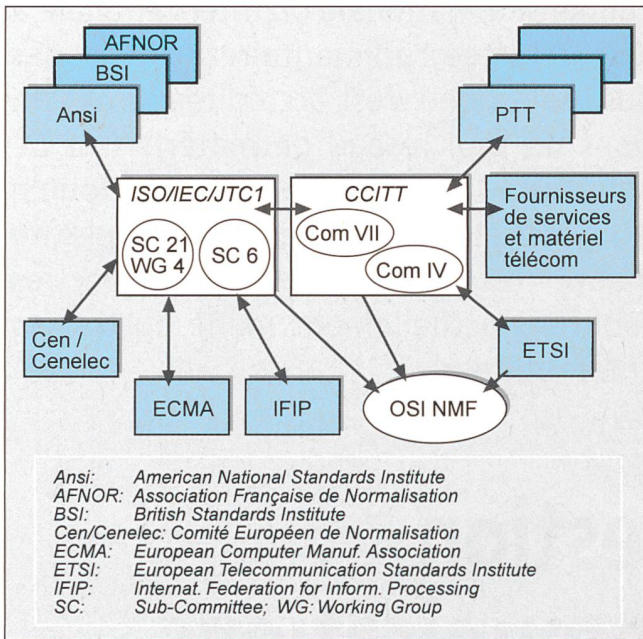 AFNOR
BSI
Ansi
PTT
ISO/IEC/JTC1
CCITT
SC 21
WG 4
SC 6
Com VII
Com IV
Fournisseurs
de services
et matériel
télécom
Cen /
Cenelec
ECMA
IFIP
OSI NMF
ETSI
Ansi: American National Standards Institute
AFNOR: Association Française de Normalisation
BSI: British Standards Institute
Cen/Cenelec: Comité Européen de Normalisation
ECMA: European Computer Manuf. Association
ETSI: European Telecommunication Standards Institute
IFIP: Internat. Federation for Inform. Processing
SC: Sub-Committee; WG: Working Group